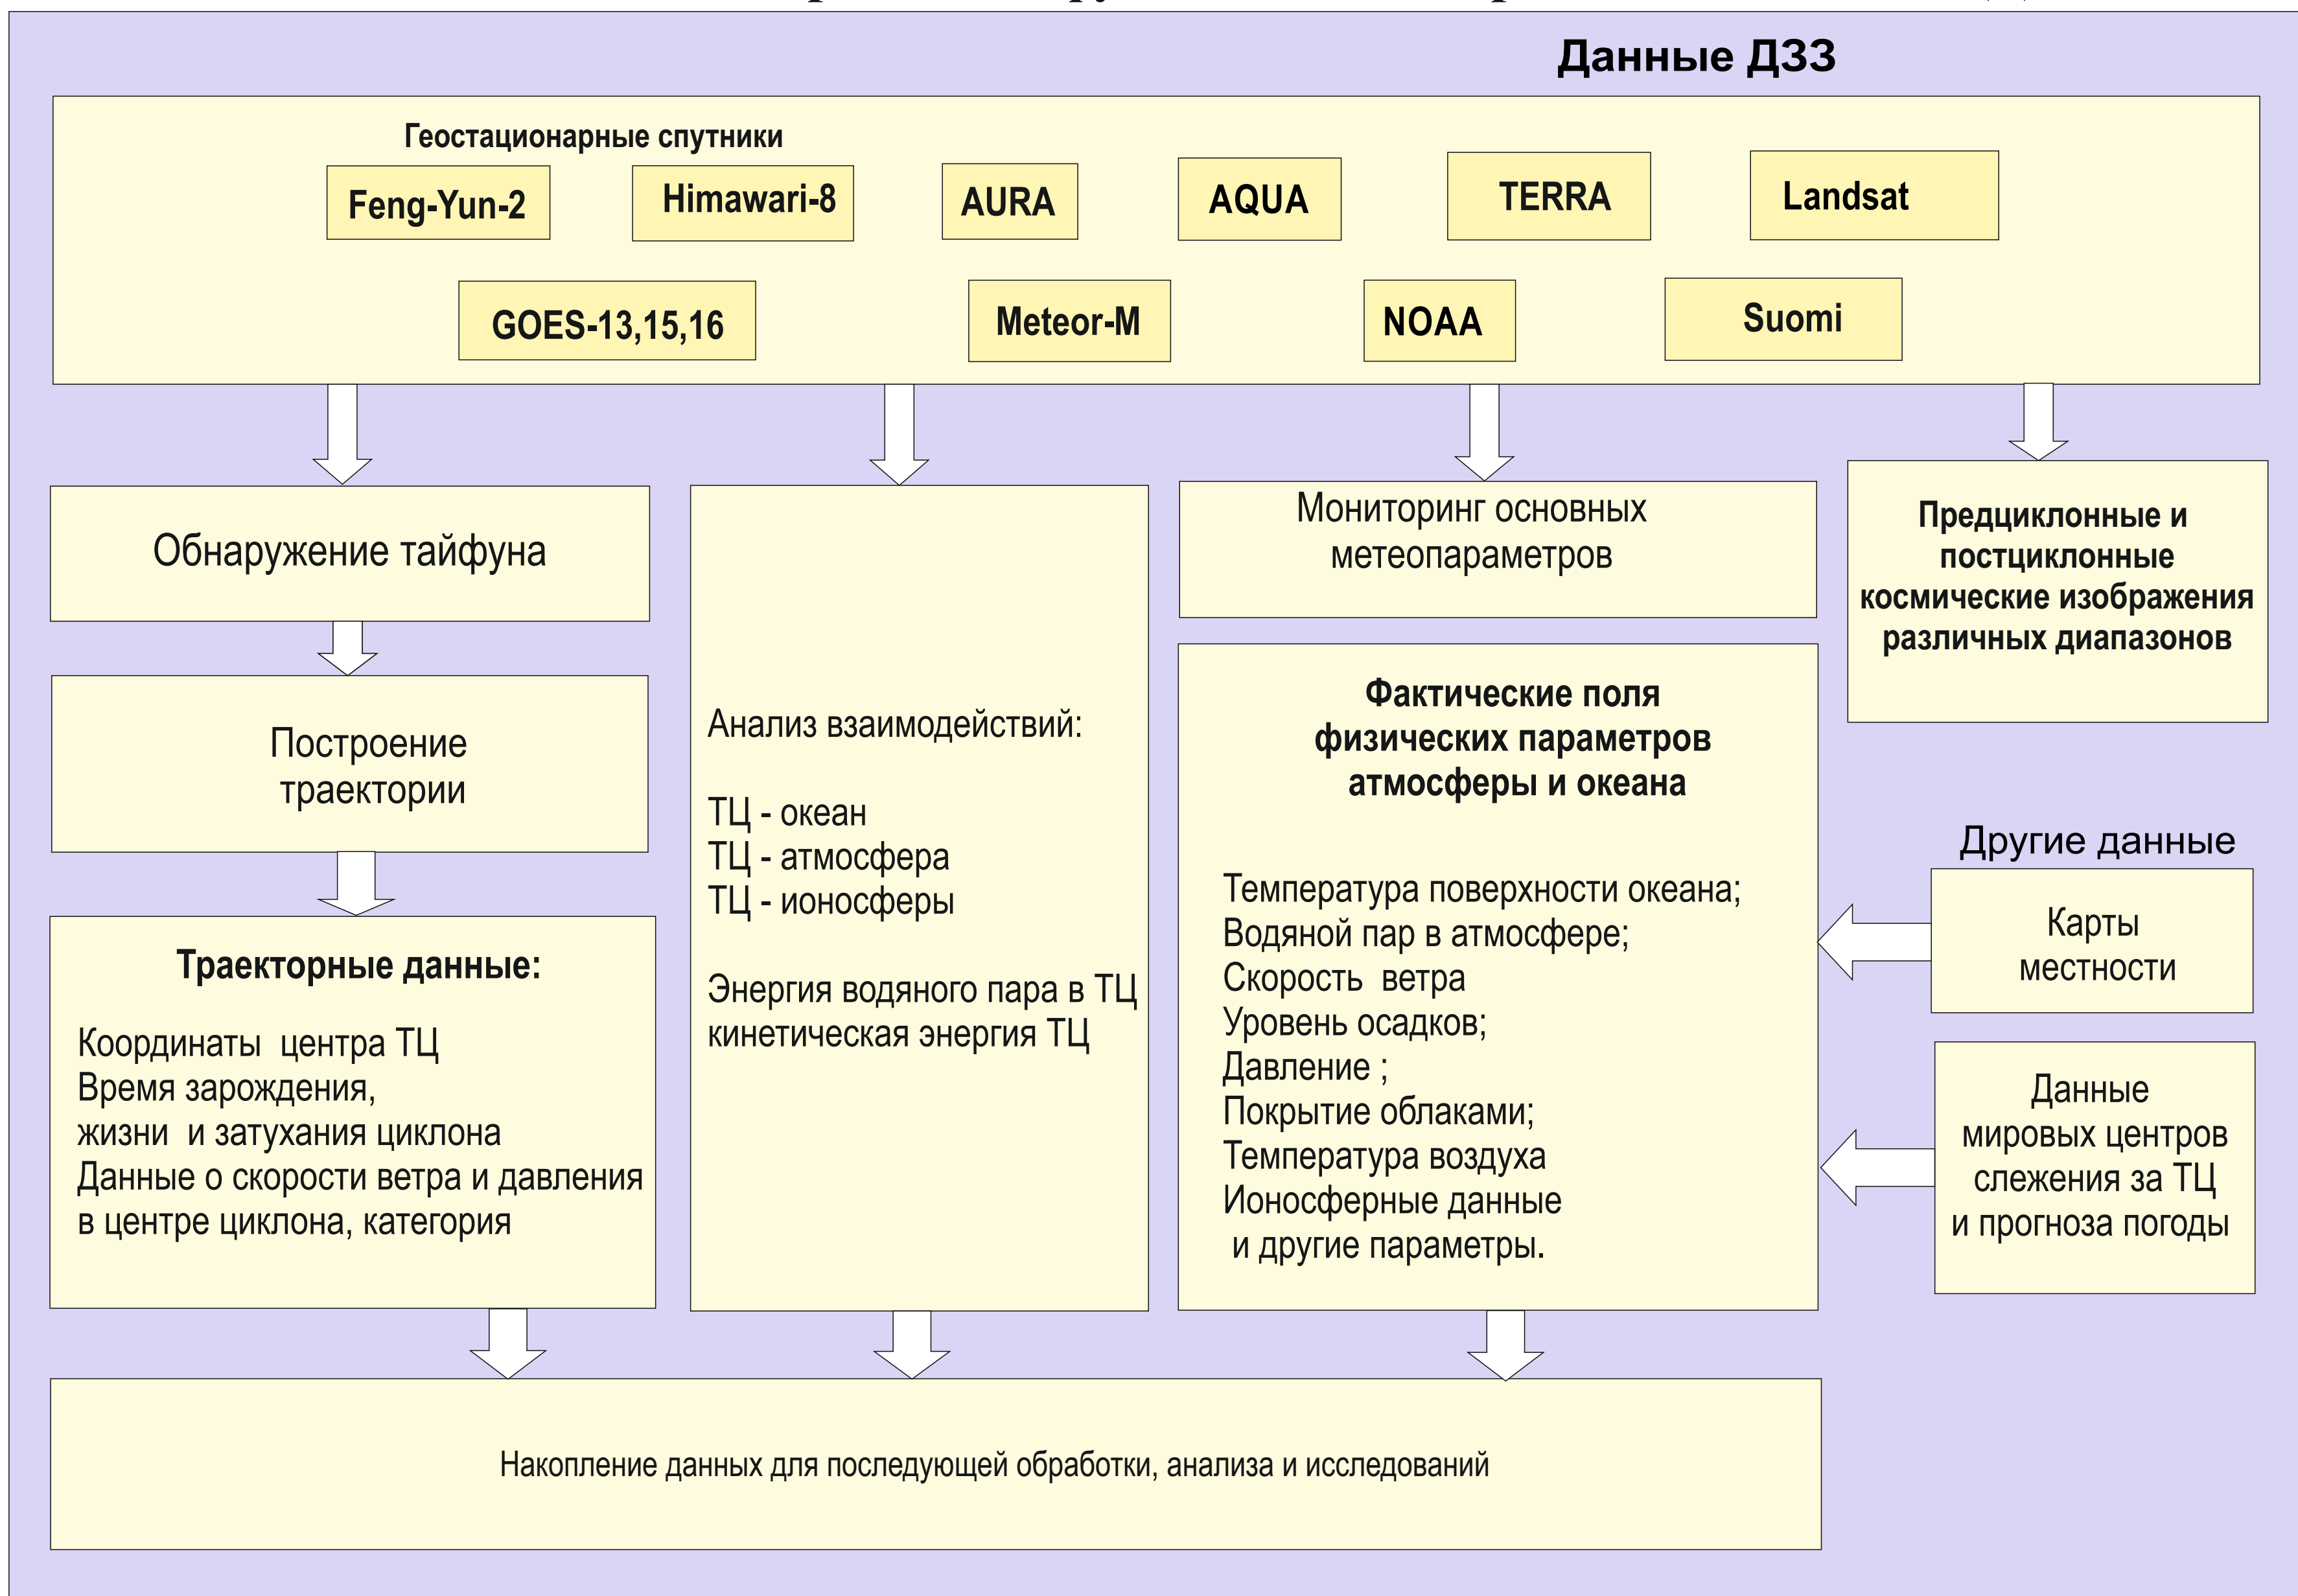 Данные ДЗЗ
Геостационарные спутники
Feng-Yun-2
Himawari-8
AURA
AQUA
TERRA
Landsat
GOES-13,15,16
Meteor-M
NOAA
Suomi
Обнаружение тайфуна
Построение
траектории
Траекторные данные:
Координаты центра ТЦ
Время зарождения,
жизни и затухания циклона
Данные о скорости ветра и давления
в центре циклона, категория
Анализ взаимодействий:
ТЦ - океан
ТЦ - атмосфера
ТЦ - ионосферы
Энергия водяного пара в ТЦ
кинетическая энергия ТЦ
Мониторинг основных
метеопараметров
Фактические поля
физических параметров
атмосферы и океана
Температура поверхности океана;
Водяной пар в атмосфере;
Скорость ветра
Уровень осадков;
Давление ;
Покрытие облаками;
Температура воздуха
Ионосферные данные
и другие параметры.
Предциклонные и
постциклонные
космические изображения
различных диапазонов
Другие данные
Карты
местности
Данные
мировых центров
слежения за ТЦ
и прогноза погоды
Накопление данных для последующей обработки, анализа и исследований